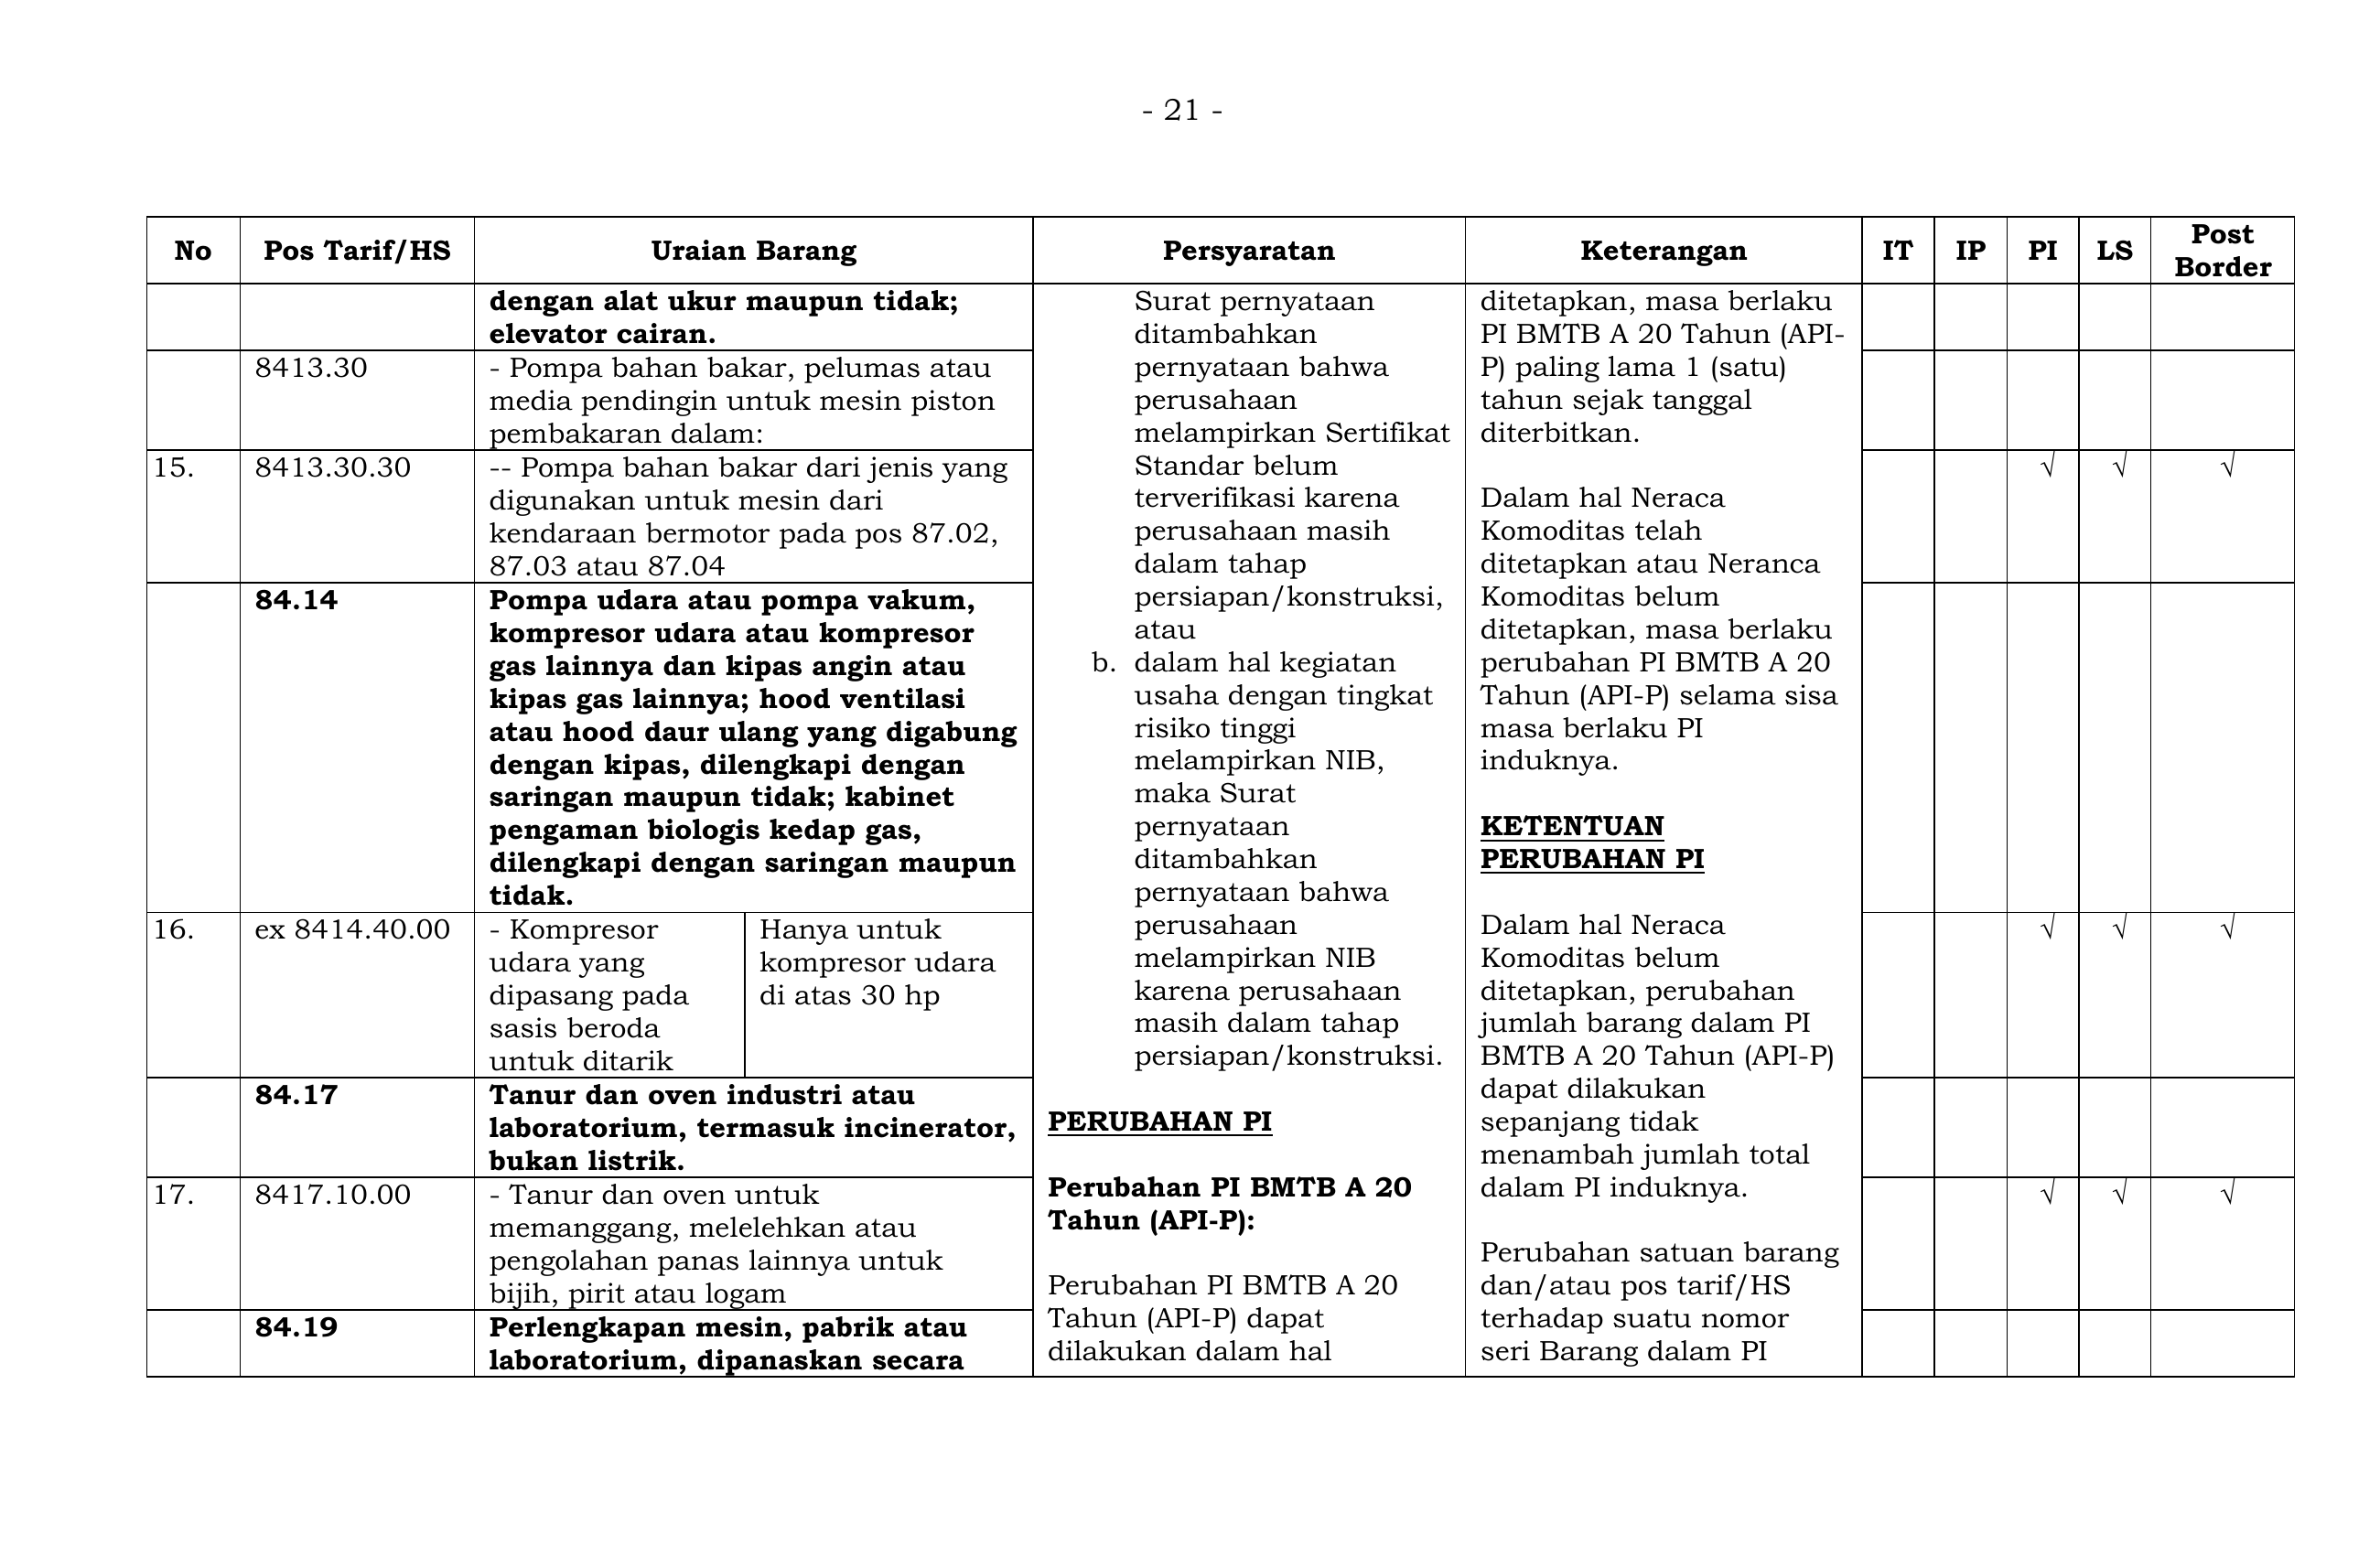 - 21 -
No
Pos Tarif/HS
Uraian Barang
Persyaratan
Keterangan
IT
IP
PI
LS
Post
Border
dengan alat ukur maupun tidak;
elevator cairan.
8413.30
- Pompa bahan bakar, pelumas atau
media pendingin untuk mesin piston
pembakaran dalam:
15.
8413.30.30
-- Pompa bahan bakar dari jenis yang
digunakan untuk mesin dari
kendaraan bermotor pada pos 87.02,
87.03 atau 87.04
√
√
√
84.14
Pompa udara atau pompa vakum,
kompresor udara atau kompresor
gas lainnya dan kipas angin atau
kipas gas lainnya; hood ventilasi
atau hood daur ulang yang digabung
dengan kipas, dilengkapi dengan
saringan maupun tidak; kabinet
pengaman biologis kedap gas,
dilengkapi dengan saringan maupun
tidak.
16.
ex 8414.40.00
- Kompresor
udara yang
dipasang pada
sasis beroda
untuk ditarik
Hanya untuk
kompresor udara
di atas 30 hp
√
√
√
84.17
Tanur dan oven industri atau
laboratorium, termasuk incinerator,
bukan listrik.
17.
8417.10.00
- Tanur dan oven untuk
memanggang, melelehkan atau
pengolahan panas lainnya untuk
bijih, pirit atau logam
√
√
√
84.19
Perlengkapan mesin, pabrik atau
laboratorium, dipanaskan secara
Surat pernyataan
ditambahkan
pernyataan bahwa
perusahaan
melampirkan Sertifikat
Standar belum
terverifikasi karena
perusahaan masih
dalam tahap
persiapan/konstruksi,
atau
b. dalam hal kegiatan
usaha dengan tingkat
risiko tinggi
melampirkan NIB,
maka Surat
pernyataan
ditambahkan
pernyataan bahwa
perusahaan
melampirkan NIB
karena perusahaan
masih dalam tahap
persiapan/konstruksi.
PERUBAHAN PI
Perubahan PI BMTB A 20
Tahun (API-P):
Perubahan PI BMTB A 20
Tahun (API-P) dapat
dilakukan dalam hal
ditetapkan, masa berlaku
PI BMTB A 20 Tahun (API-
P) paling lama 1 (satu)
tahun sejak tanggal
diterbitkan.
Dalam hal Neraca
Komoditas telah
ditetapkan atau Neranca
Komoditas belum
ditetapkan, masa berlaku
perubahan PI BMTB A 20
Tahun (API-P) selama sisa
masa berlaku PI
induknya.
KETENTUAN
PERUBAHAN PI
Dalam hal Neraca
Komoditas belum
ditetapkan, perubahan
jumlah barang dalam PI
BMTB A 20 Tahun (API-P)
dapat dilakukan
sepanjang tidak
menambah jumlah total
dalam PI induknya.
Perubahan satuan barang
dan/atau pos tarif/HS
terhadap suatu nomor
seri Barang dalam PI